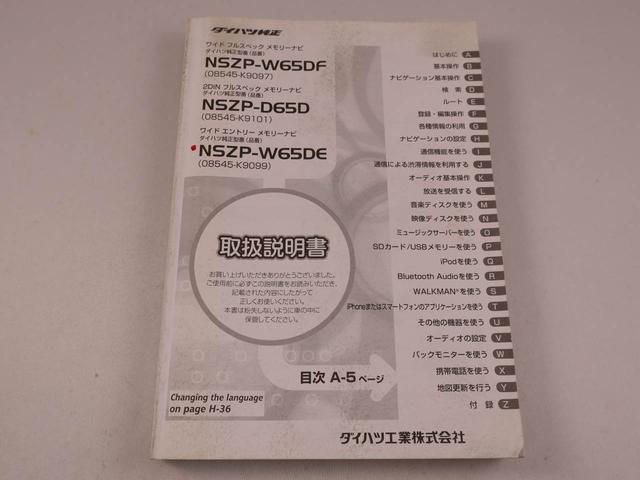 ダイハツ純正
ワイド フルスペック メモリーナビ
ダイハツ純正型番(品番)
NSZP-W65DF
(08545-K9097)
2DIN フルスペック メモリーナビ
ダイハツ純正型番(品番)
NSZP-D65D
(08545-K9101)
ワイド エントリー メモリーナビ
ダイハツ純正型番(品番)
NSZP-W65DE
(08545-K9099)
取扱説明書
お買い上げいただきありがとうございました。
ご使用前に必ずこの説明書をお読みいただき、
記載された内容にしたがって
正しくお使いください。
本書は紛失しないように車の中に
保管してください。
目次 A-5 ページ
Changing the language
on page H-36
はじめに A
基本操作 B
ナビゲーション基本操作 C
検 索 D
ルート E
登録・編集操作 F
各種情報の利用 G
ナビゲーションの設定 H
通信機能を使う I
通信による渋滞情報を利用する J
オーディオ基本操作 K
放送を受信する L
音楽ディスクを使う M
映像ディスクを使う N
ミュージックサーバーを使う O
SDカード/USBメモリーを使う P
iPodを使う Q
Bluetooth Audioを使う R
WALKMAN®を使う S
iPhoneまたはスマートフォンのアプリケーションを使う T
その他の機器を使う U
オーディオの設定 V
バックモニターを使う W
携帯電話を使う X
地図更新を行う Y
付 録 Z
ダイハツ工業株式会社